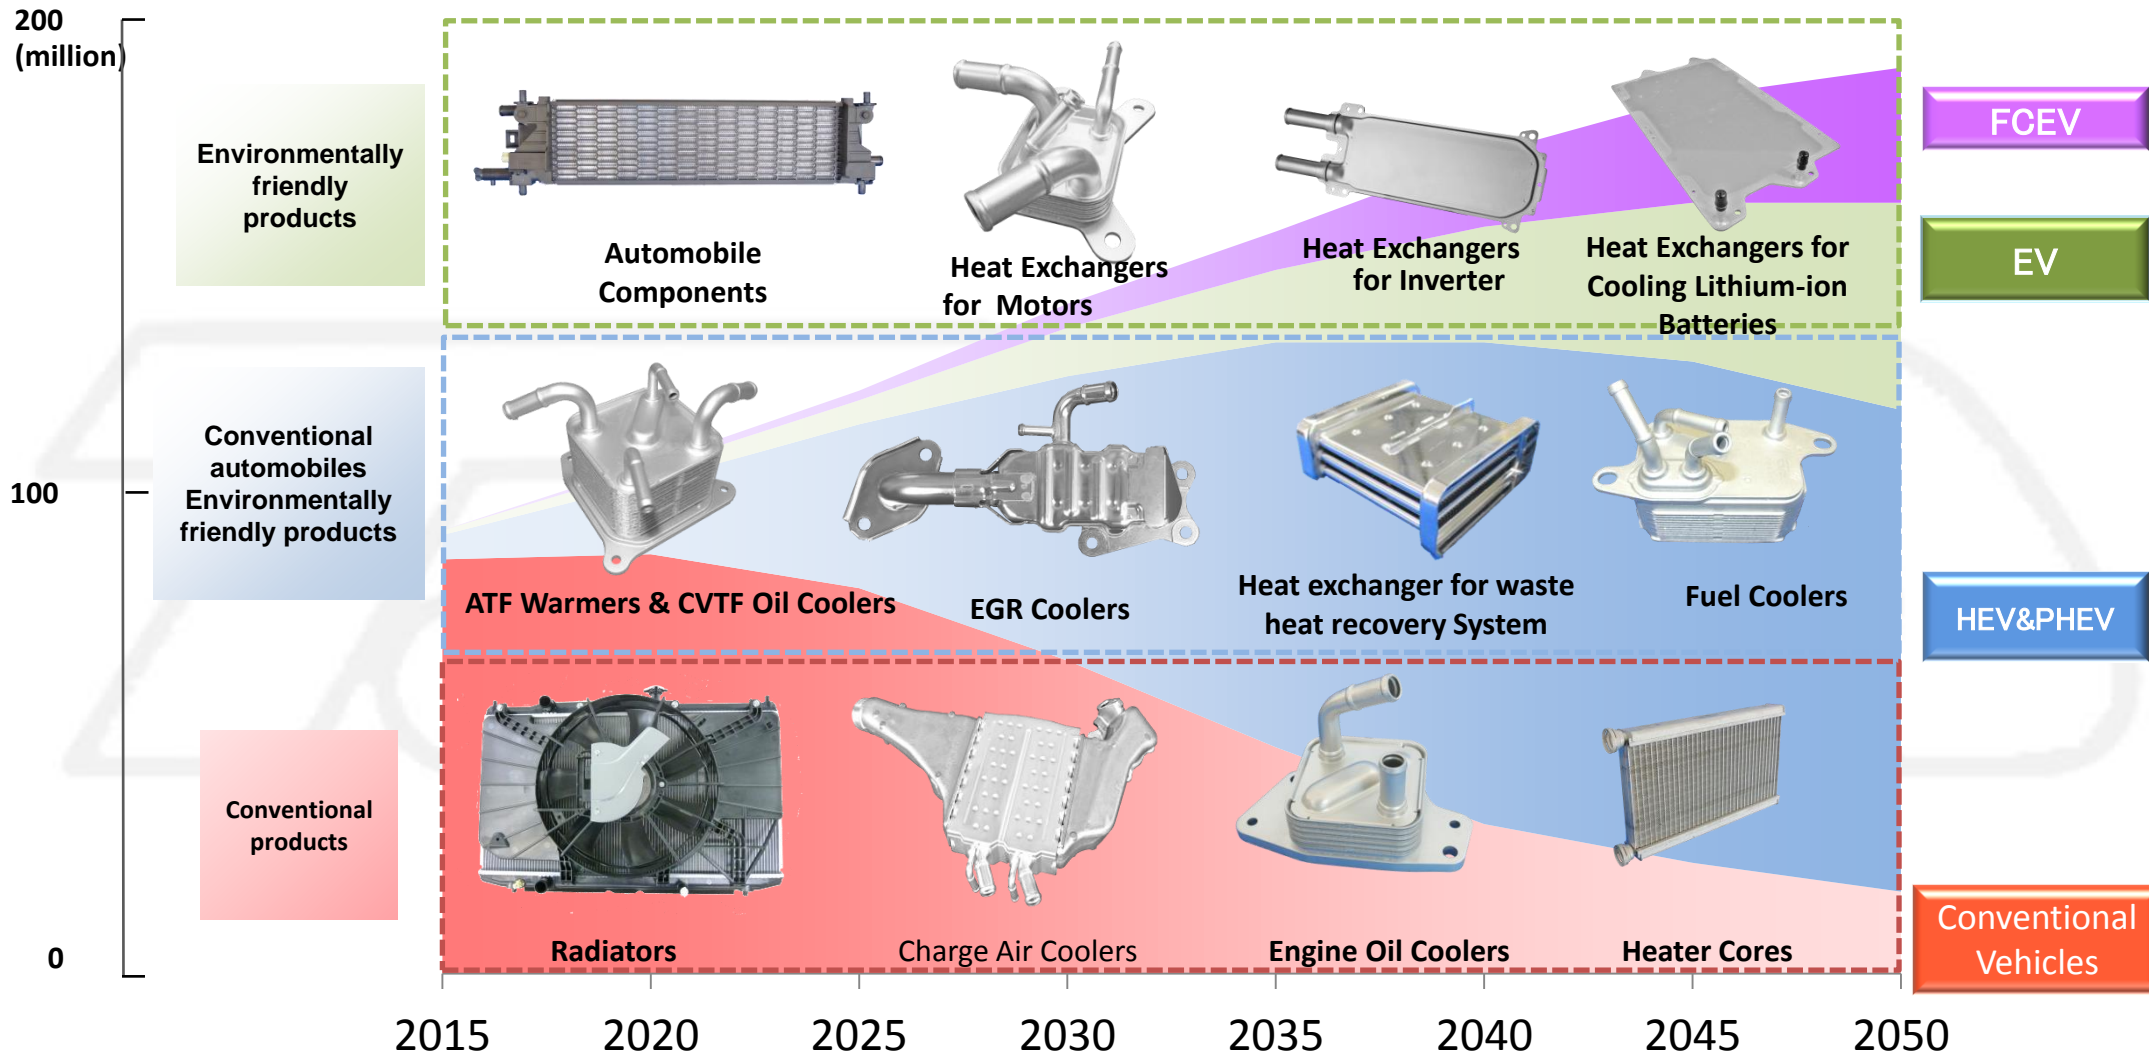 200
(million)
100
0
Environmentally
friendly
products
Conventional
automobiles
Environmentally
friendly products
Conventional
products
Automobile
Components
Heat Exchangers
for Motors
Heat Exchangers
for Inverter
Heat Exchangers for
Cooling Lithium-ion
Batteries
ATF Warmers & CVTF Oil Coolers
EGR Coolers
Heat exchanger for waste
heat recovery System
Fuel Coolers
Radiators
Charge Air Coolers
Engine Oil Coolers
Heater Cores
FCEV
EV
HEV&PHEV
Conventional
Vehicles
2015
2020
2025
2030
2035
2040
2045
2050